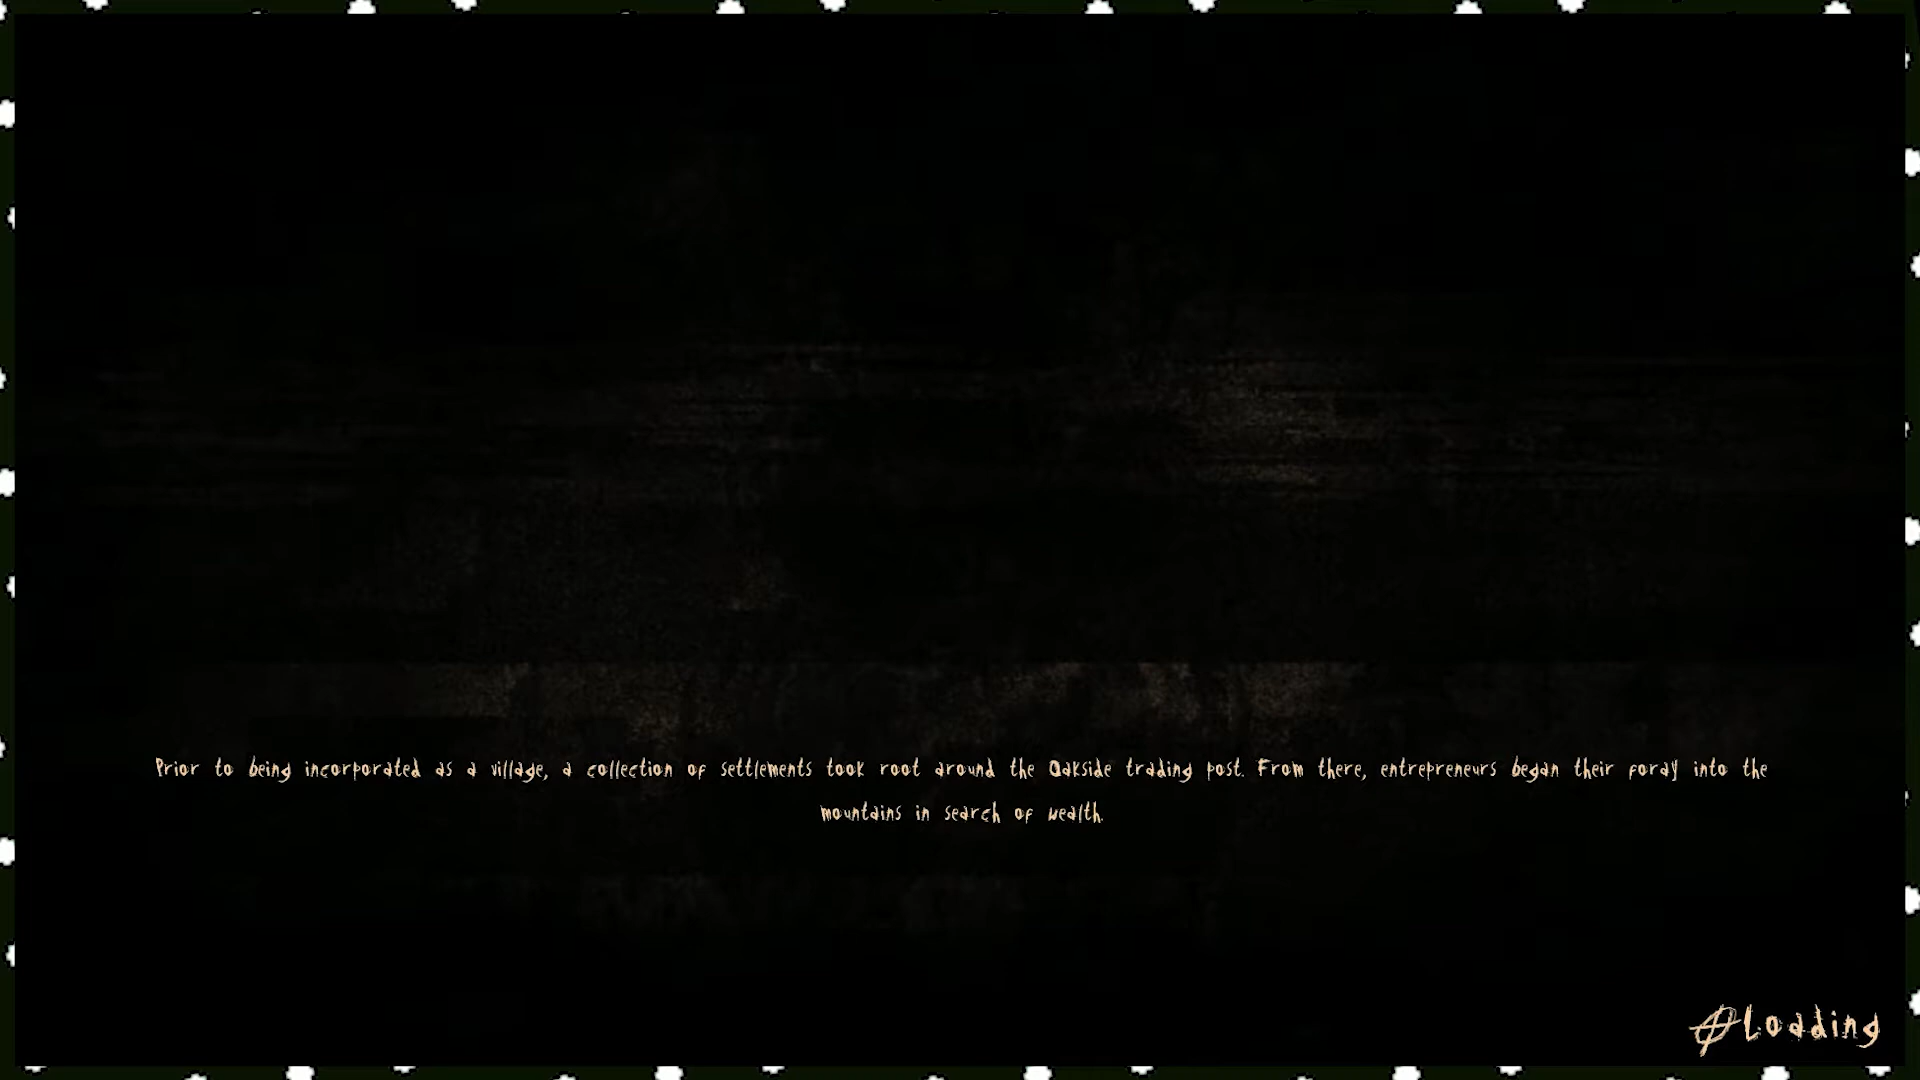 Prior to being incorporated as a village, a collection of settlements took root around the Oakside trading post. From there, entrepreneurs began their foray into the
mountains in search of wealth.
Loading